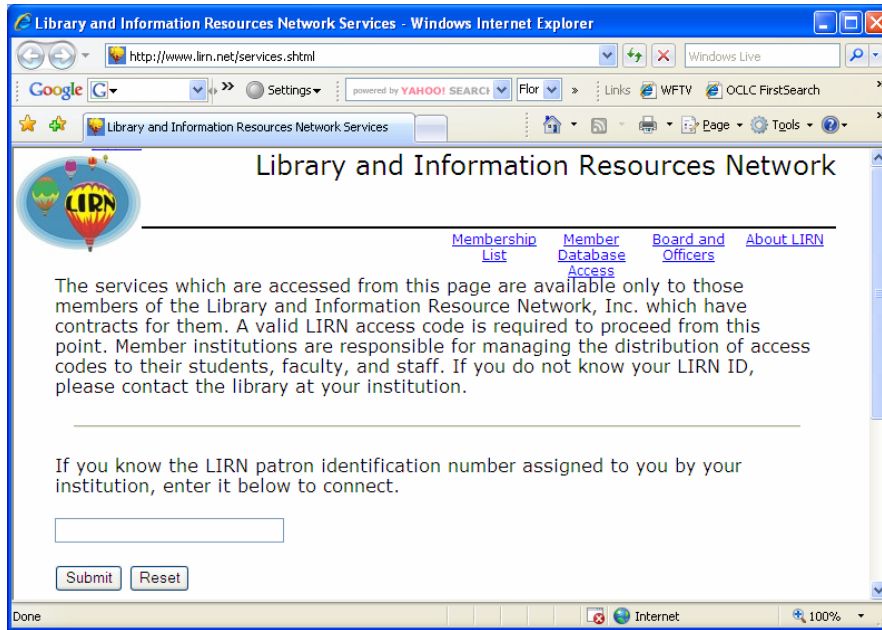 Library and Information Resources Network Services - Windows Internet Explorer
http://www.lirn.net/services.shtml
Windows Live
Google G
Settings
powered by YAHOO! SEARCH
Flor
»
Links
WFTV
OCLC FirstSearch
Library and Information Resources Network Services
Page
Tools
LIRN
Library and Information Resources Network
Membership List
Member Database Access
Board and Officers
About LIRN
The services which are accessed from this page are available only to those
members of the Library and Information Resource Network, Inc. which have
contracts for them. A valid LIRN access code is required to proceed from this
point. Member institutions are responsible for managing the distribution of access
codes to their students, faculty, and staff. If you do not know your LIRN ID,
please contact the library at your institution.
If you know the LIRN patron identification number assigned to you by your
institution, enter it below to connect.
Submit
Reset
Done
Internet
100%